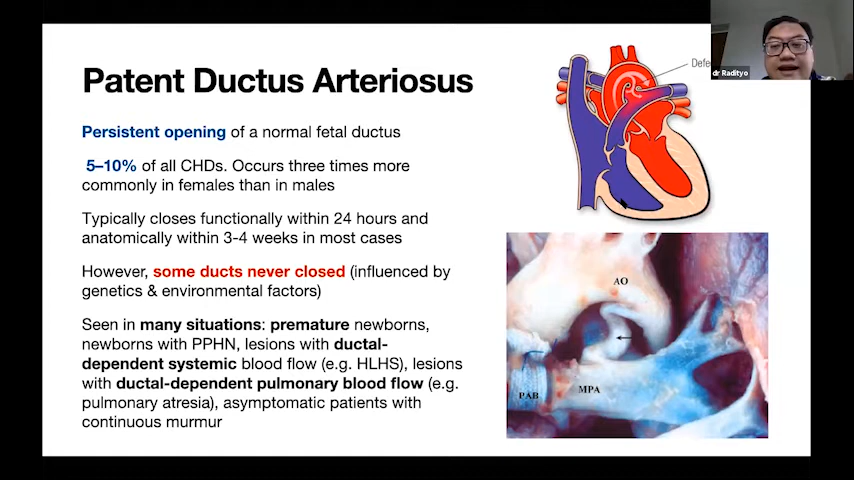 Patent Ductus Arteriosus
Persistent opening of a normal fetal ductus
5–10% of all CHDs. Occurs three times more
commonly in females than in males
Typically closes functionally within 24 hours and
anatomically within 3-4 weeks in most cases
However, some ducts never closed (influenced by
genetics & environmental factors)
Seen in many situations: premature newborns,
newborns with PPHN, lesions with ductal-
dependent systemic blood flow (e.g. HLHS), lesions
with ductal-dependent pulmonary blood flow (e.g.
pulmonary atresia), asymptomatic patients with
continuous murmur
dr Radityo
AO
MPA
PAB